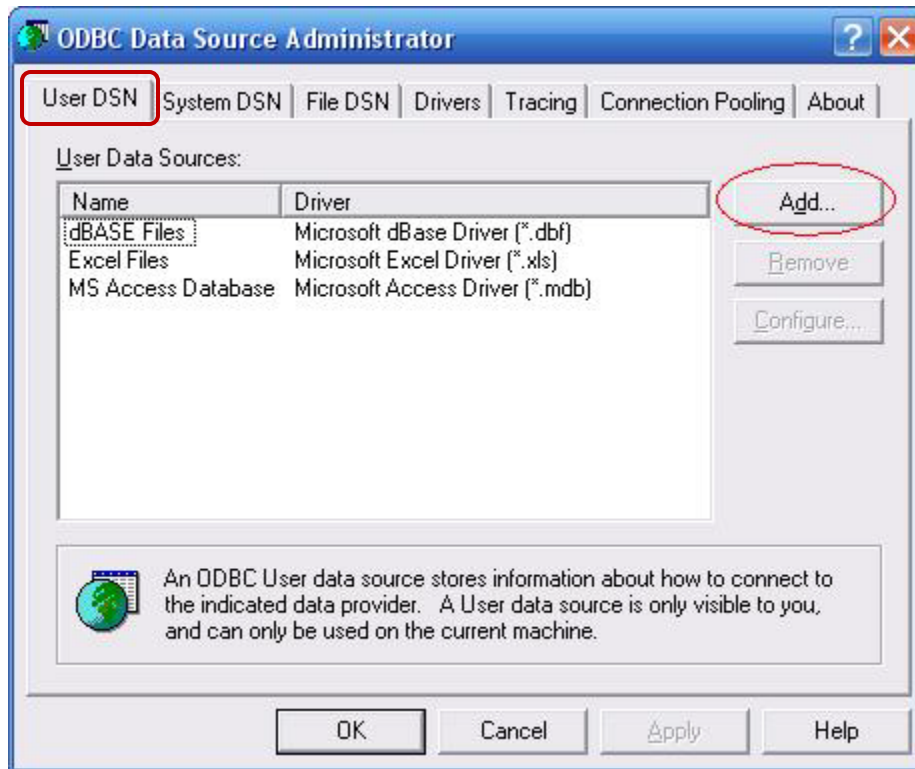 ODBC Data Source Administrator
User DSN System DSN File DSN Drivers Tracing Connection Pooling About
User Data Sources:
Name Driver
dBASE Files Microsoft dBase Driver (*.dbf)
Excel Files Microsoft Excel Driver (*.xls)
MS Access Database Microsoft Access Driver (*.mdb)
Add...
Remove
Configure...
An ODBC User data source stores information about how to connect to
the indicated data provider. A User data source is only visible to you,
and can only be used on the current machine.
OK Cancel Apply Help